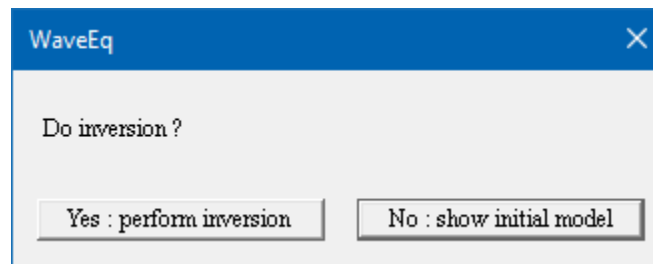 WaveEq
Do inversion ?
Yes : perform inversion
No : show initial model